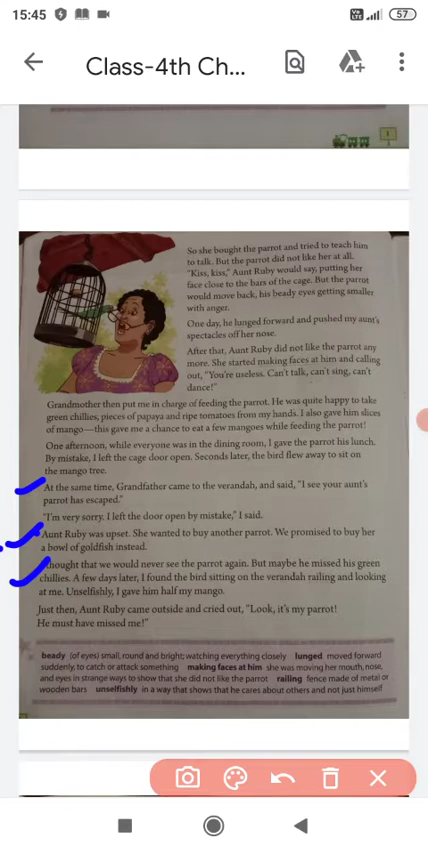 15:45
Vo LTE
57
Class-4th Ch...
1
So she bought the parrot and tried to teach him
to talk. But the parrot did not like her at all.
"Kiss, kiss," Aunt Ruby would say, putting her
face close to the bars of the cage. But the parrot
would move back, his beady eyes getting smaller
with anger.
One day, he lunged forward and pushed my aunt's
spectacles off her nose.
After that, Aunt Ruby did not like the parrot any
more. She started making faces at him and calling
out, "You're useless. Can't talk, can't sing, can't
dance!"
Grandmother then put me in charge of feeding the parrot. He was quite happy to take
green chillies, pieces of papaya and ripe tomatoes from my hands. I also gave him slices
of mango—this gave me a chance to eat a few mangoes while feeding the parrot!
One afternoon, while everyone was in the dining room, I gave the parrot his lunch.
By mistake, I left the cage door open. Seconds later, the bird flew away to sit on
the mango tree.
At the same time, Grandfather came to the verandah, and said, "I see your aunt's
parrot has escaped."
"I'm very sorry. I left the door open by mistake," I said.
Aunt Ruby was upset. She wanted to buy another parrot. We promised to buy her
a bowl of goldfish instead.
thought that we would never see the parrot again. But maybe he missed his green
chillies. A few days later, I found the bird sitting on the verandah railing and looking
at me. Unselfishly, I gave him half my mango.
Just then, Aunt Ruby came outside and cried out, "Look, it's my parrot!
He must have missed me!"
beady (of eyes) small, round and bright; watching everything closely lunged moved forward
suddenly, to catch or attack something making faces at him she was moving her mouth, nose,
and eyes in strange ways to show that she did not like the parrot railing fence made of metal or
wooden bars unselfishly in a way that shows that he cares about others and not just himself